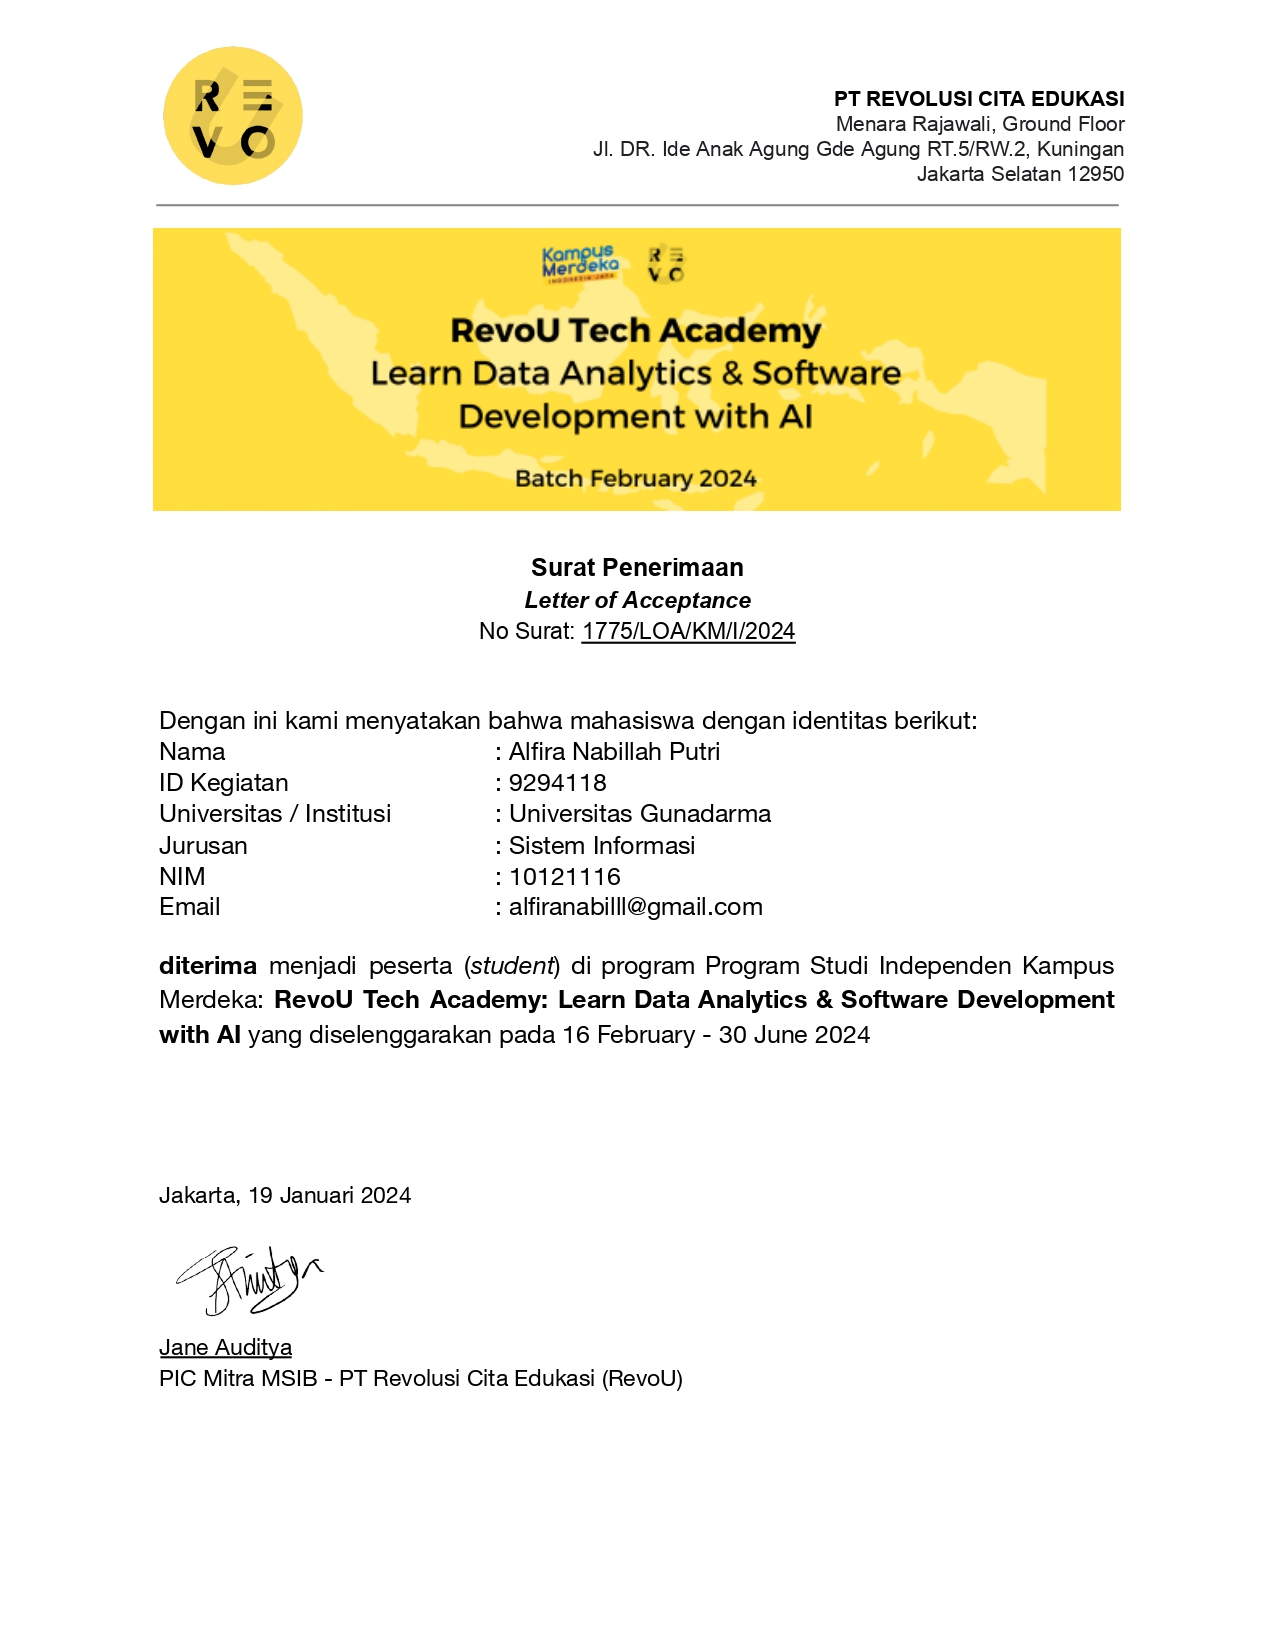 RE
VO
PT REVOLUSI CITA EDUKASI
Menara Rajawali, Ground Floor
Jl. DR. Ide Anak Agung Gde Agung RT.5/RW.2, Kuningan
Jakarta Selatan 12950
Kampus
Merdeka
INDONESIA JAYA
RE
VO
RevoU Tech Academy
Learn Data Analytics & Software
Development with AI
Batch February 2024
Surat Penerimaan
Letter of Acceptance
No Surat: 1775/LOA/KM/I/2024
Dengan ini kami menyatakan bahwa mahasiswa dengan identitas berikut:
Nama : Alfira Nabillah Putri
ID Kegiatan : 9294118
Universitas / Institusi : Universitas Gunadarma
Jurusan : Sistem Informasi
NIM : 10121116
Email : alfiranabilll@gmail.com
diterima menjadi peserta (student) di program Program Studi Independen Kampus
Merdeka: RevoU Tech Academy: Learn Data Analytics & Software Development
with AI yang diselenggarakan pada 16 February - 30 June 2024
Jakarta, 19 Januari 2024
Jane Auditya
PIC Mitra MSIB - PT Revolusi Cita Edukasi (RevoU)